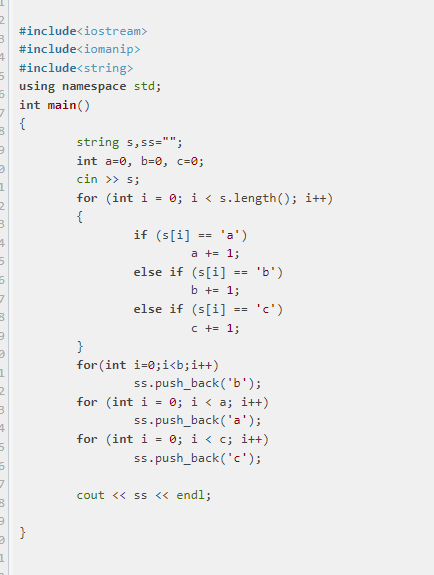 #include<iostream>
#include<iomanip>
#include<string>
using namespace std;
int main()
{
        string s,ss="";
        int a=0, b=0, c=0;
        cin >> s;
        for (int i = 0; i < s.length(); i++)
        {
                if (s[i] == 'a')
                        a += 1;
                else if (s[i] == 'b')
                        b += 1;
                else if (s[i] == 'c')
                        c += 1;
        }
        for(int i=0;i<b;i++)
                ss.push_back('b');
        for (int i = 0; i < a; i++)
                ss.push_back('a');
        for (int i = 0; i < c; i++)
                ss.push_back('c');

        cout << ss << endl;

}